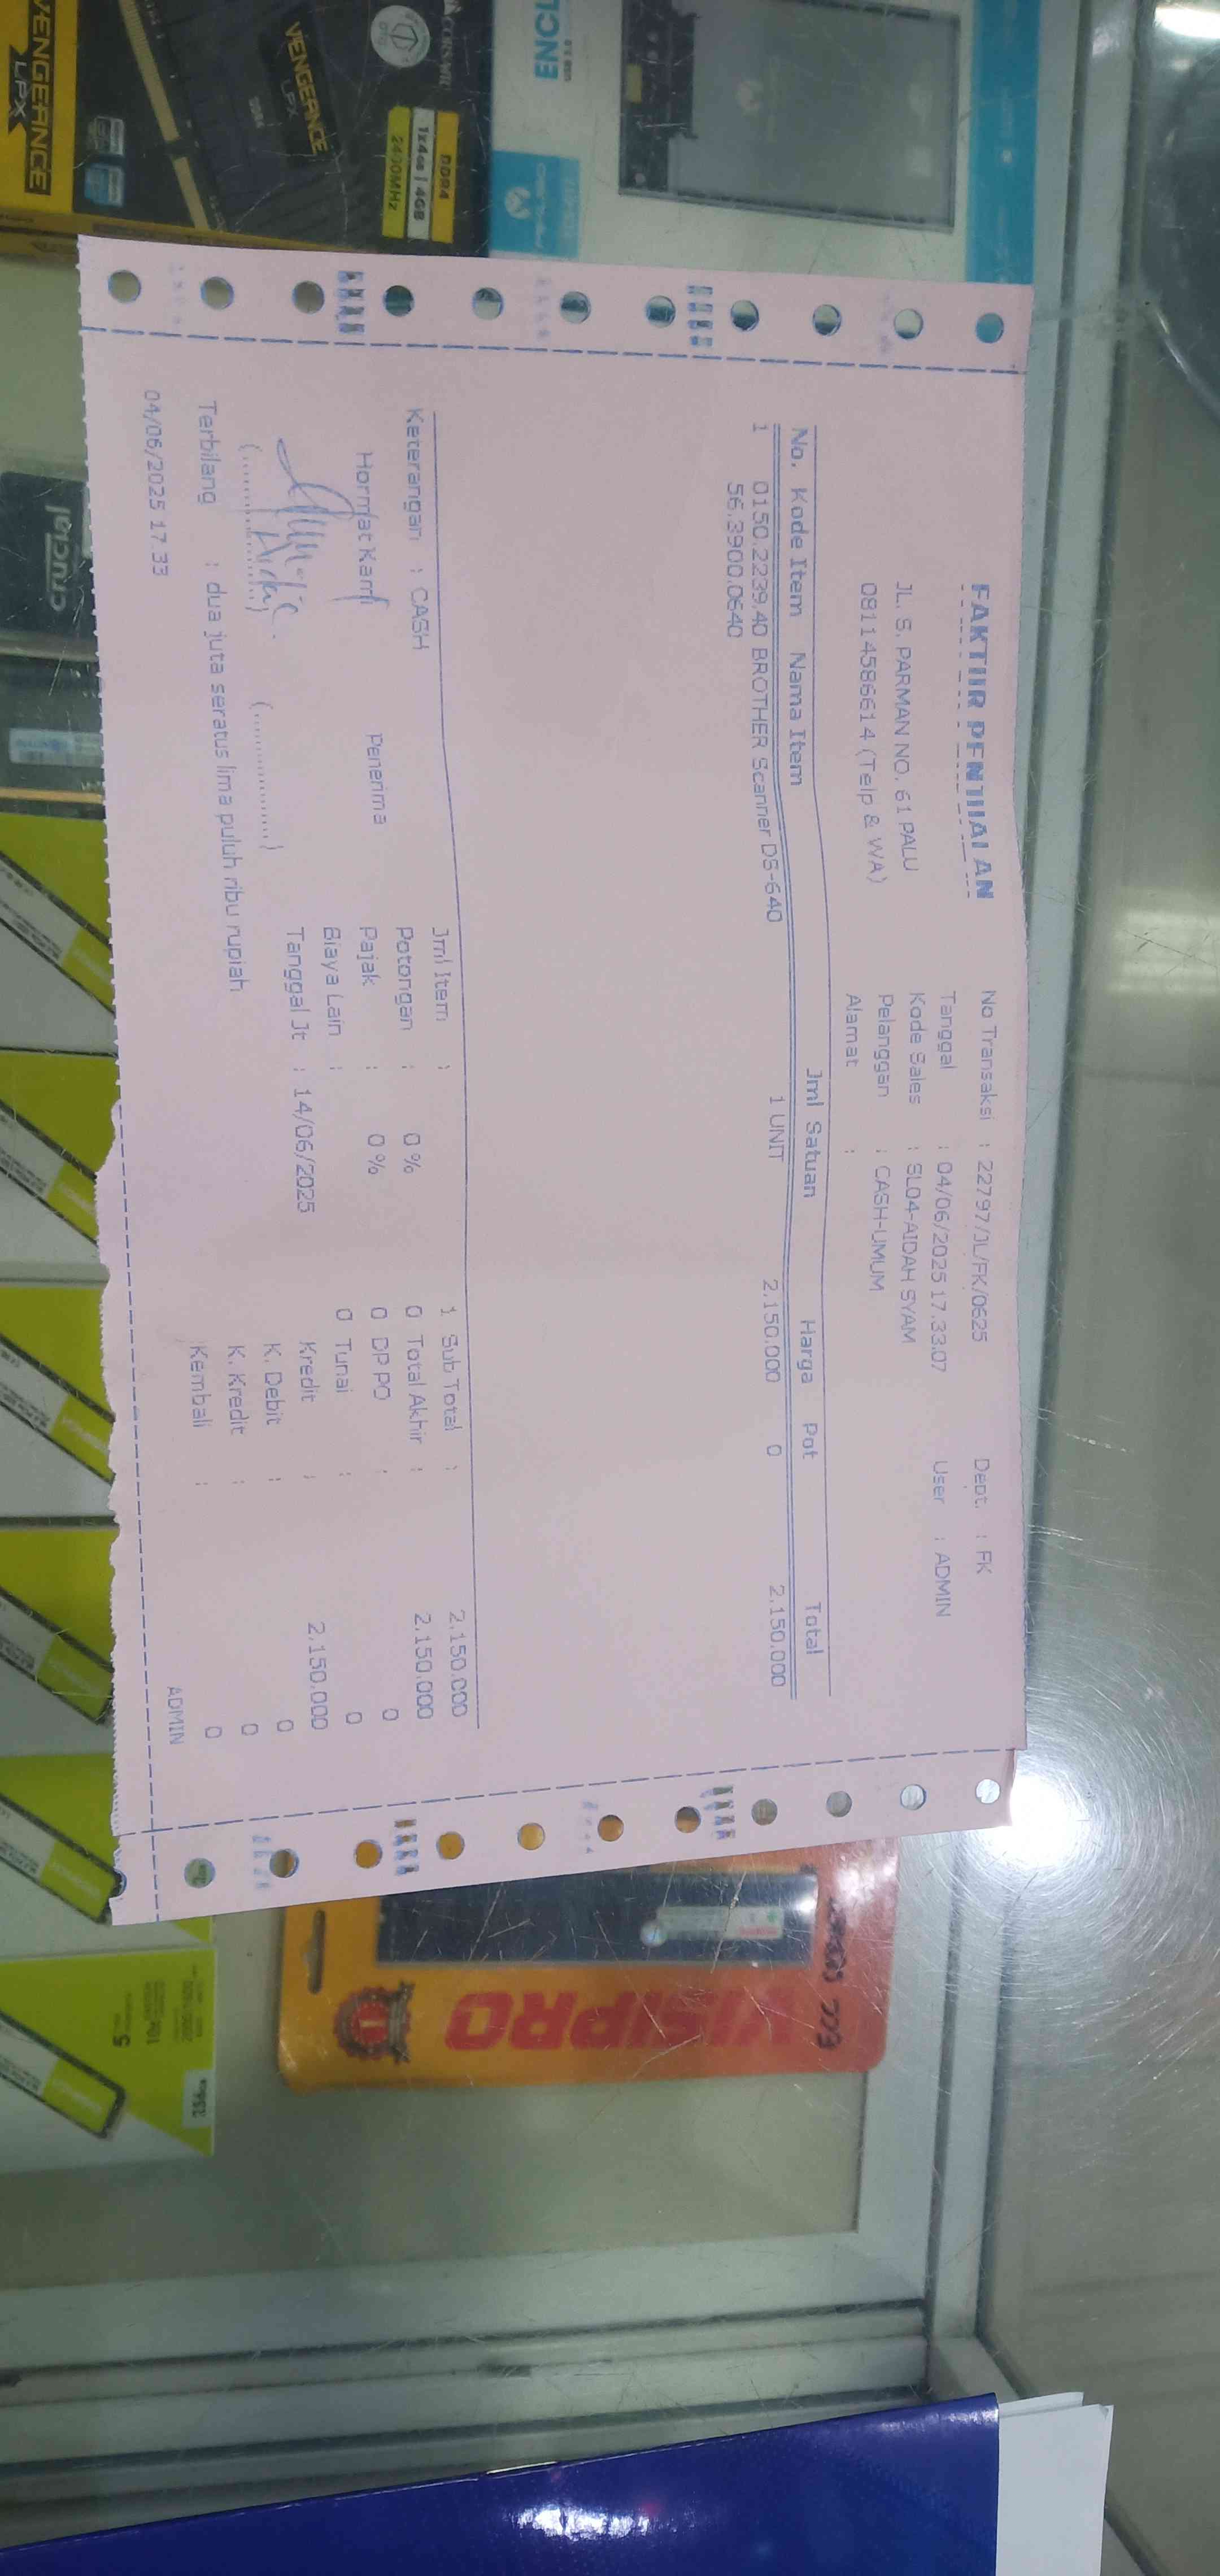 FAKTUR PENJUALAN
No Transaksi : 22797/JL/FK/0625 Dept. : FK
Tanggal : 04/06/2025 17.33.07 User : ADMIN
JL. S. PARMAN NO. 61 PALU Kode Sales : SL04-AIDAH SYAM
08114586614 (Telp & WA) Pelanggan : CASH-UMUM
Alamat :
No. Kode Item Nama Item Jml Satuan Harga Pot Total
1 0150.2239.40 BROTHER Scanner DS-640 1 UNIT 2.150.000 0 2.150.000
56.3900.0640
Keterangan : CASH Jml Item : 1 Sub Total : 2.150.000
Potongan : 0 % 0 Total Akhir : 2.150.000
Hormat Kami Penerima Pajak : 0 % 0 DP PO : 0
Biaya Lain : 0 Tunai : 0
Tanggal Jt : 14/06/2025 Kredit : 2.150.000
K. Debit : 0
(..............) (..............) K. Kredit : 0
Terbilang : dua juta seratus lima puluh ribu rupiah Kembali : 0
04/06/2025 17 33 ADMIN
VENGEANCE
LPX
VENGEANCE
LPX
DDR4
CORSAIR
DDR4
1x4GB | 4GB
2400MHz
crucial
VISIPRO